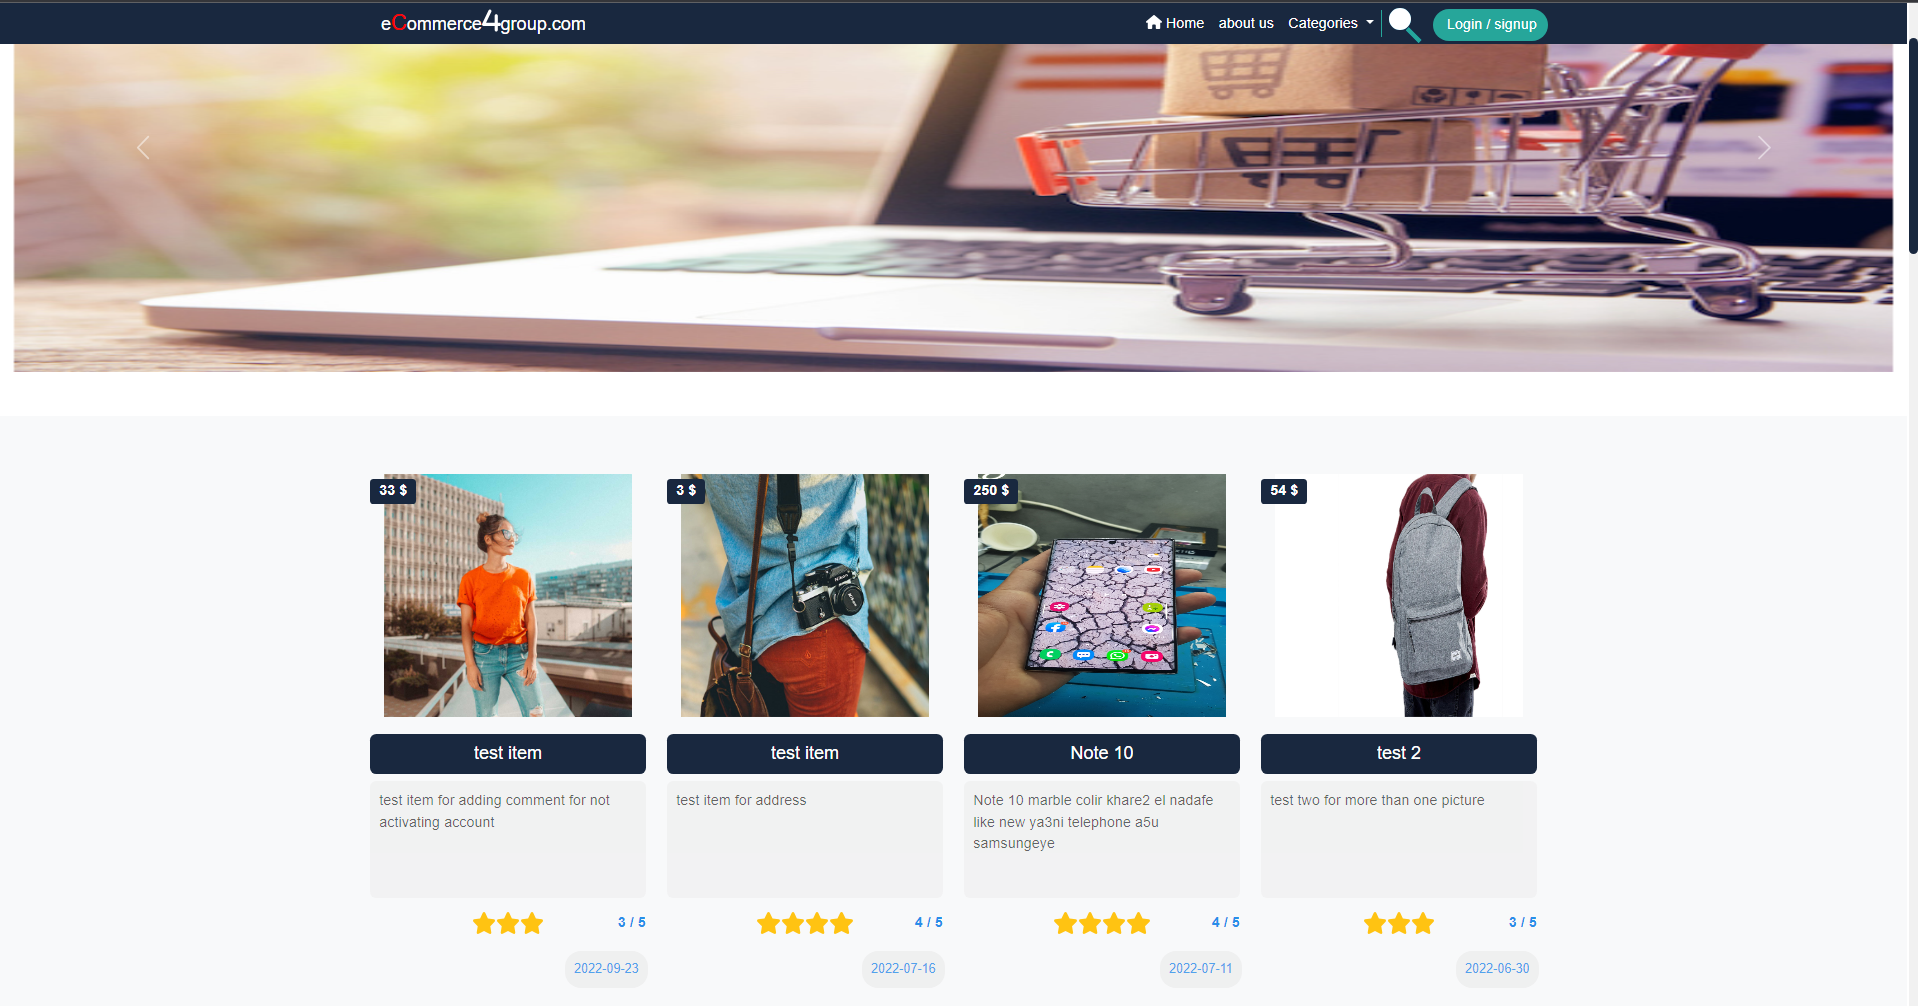 eCommerce4group.com
Home about us Categories Login / signup
33 $
3 $
250 $
54 $
test item
test item
Note 10
test 2
test item for adding comment for not
activating account
test item for address
Note 10 marble colir khare2 el nadafe
like new ya3ni telephone a5u
samsungeye
test two for more than one picture
3 / 5
4 / 5
4 / 5
3 / 5
2022-09-23
2022-07-16
2022-07-11
2022-06-30